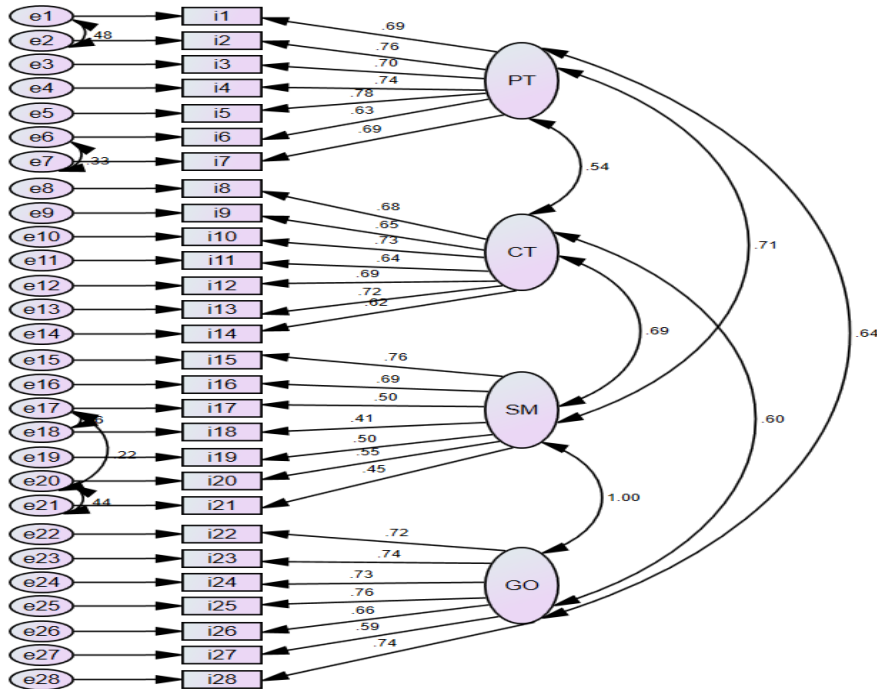 e1 i1 .69
e2 .48 i2 .76
e3 i3 .70 PT
e4 i4 .74
e5 i5 .78
e6 i6 .63
e7 .33 i7 .69
.54
e8 i8 .68
e9 i9 .65
e10 i10 .73 CT .71
e11 i11 .64
e12 i12 .69
e13 i13 .72
e14 i14 .62 .69 .64
e15 i15 .76
e16 i16 .69
e17 i17 .50 SM
e18 i18 .41 .60
e19 .22 i19 .50
e20 i20 .55
e21 .44 i21 .45 1.00
e22 i22 .72
e23 i23 .74
e24 i24 .73 GO
e25 i25 .76
e26 i26 .66
e27 i27 .59
e28 i28 .74